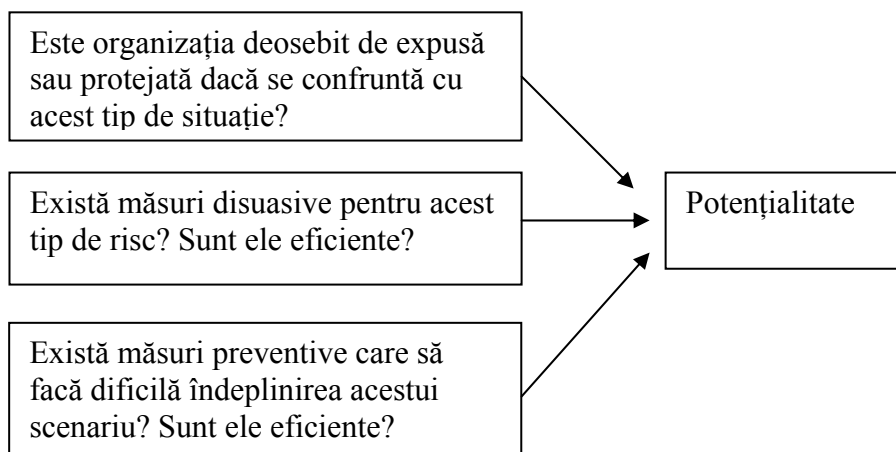 Este organizația deosebit de expusă
sau protejată dacă se confruntă cu
acest tip de situație?
Există măsuri disuasive pentru acest
tip de risc? Sunt ele eficiente?
Potențialitate
Există măsuri preventive care să
facă dificilă îndeplinirea acestui
scenariu? Sunt ele eficiente?